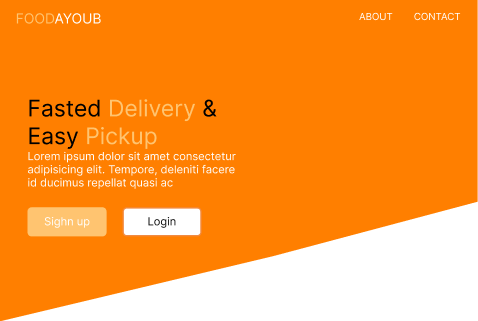 FOODAYOUB
ABOUT CONTACT
Fasted Delivery &
Easy Pickup
Lorem ipsum dolor sit amet consectetur
adipisicing elit. Tempore, deleniti facere
id ducimus repellat quasi ac
Sighn up Login